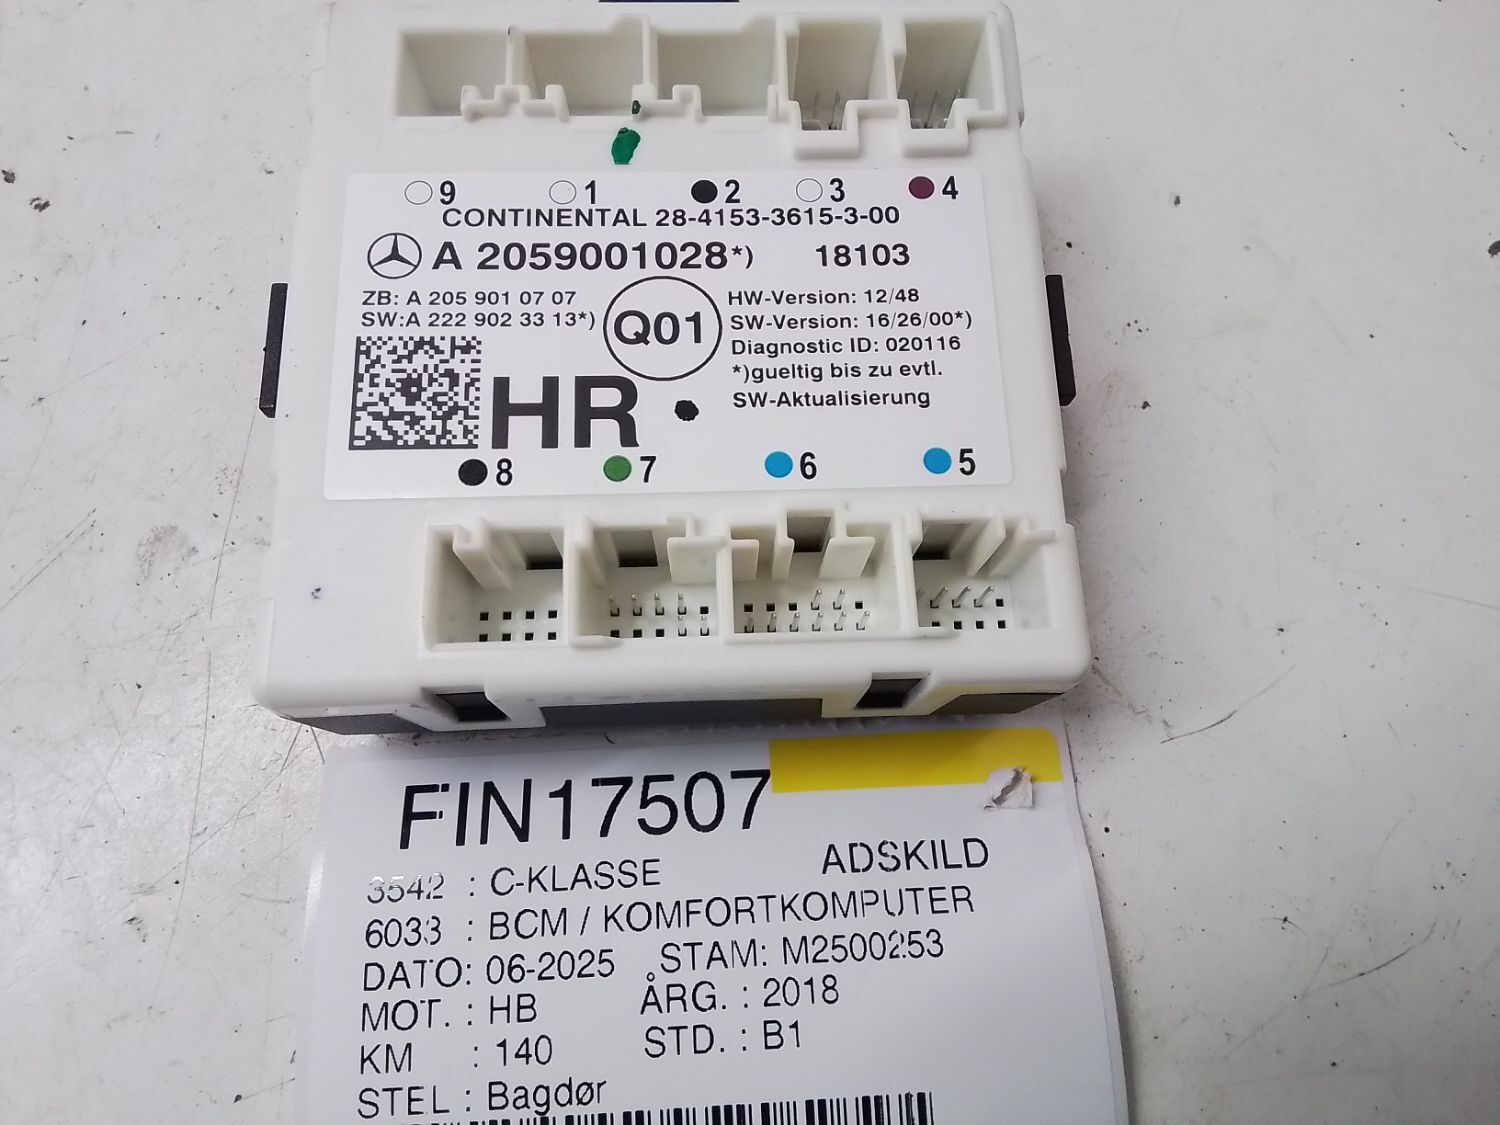 9 1 2 3 4
CONTINENTAL 28-4153-3615-3-00
A 2059001028*) 18103
ZB: A 205 901 07 07
SW:A 222 902 33 13*)
Q01
HW-Version: 12/48
SW-Version: 16/26/00*)
Diagnostic ID: 020116
*)gueltig bis zu evtl.
SW-Aktualisierung
HR
8 7 6 5
FIN17507
3542 : C-KLASSE ADSKILD
6033 : BCM / KOMFORTKOMPUTER
DATO: 06-2025 STAM: M2500253
MOT. : HB ÅRG. : 2018
KM : 140 STD. : B1
STEL : Bagdør